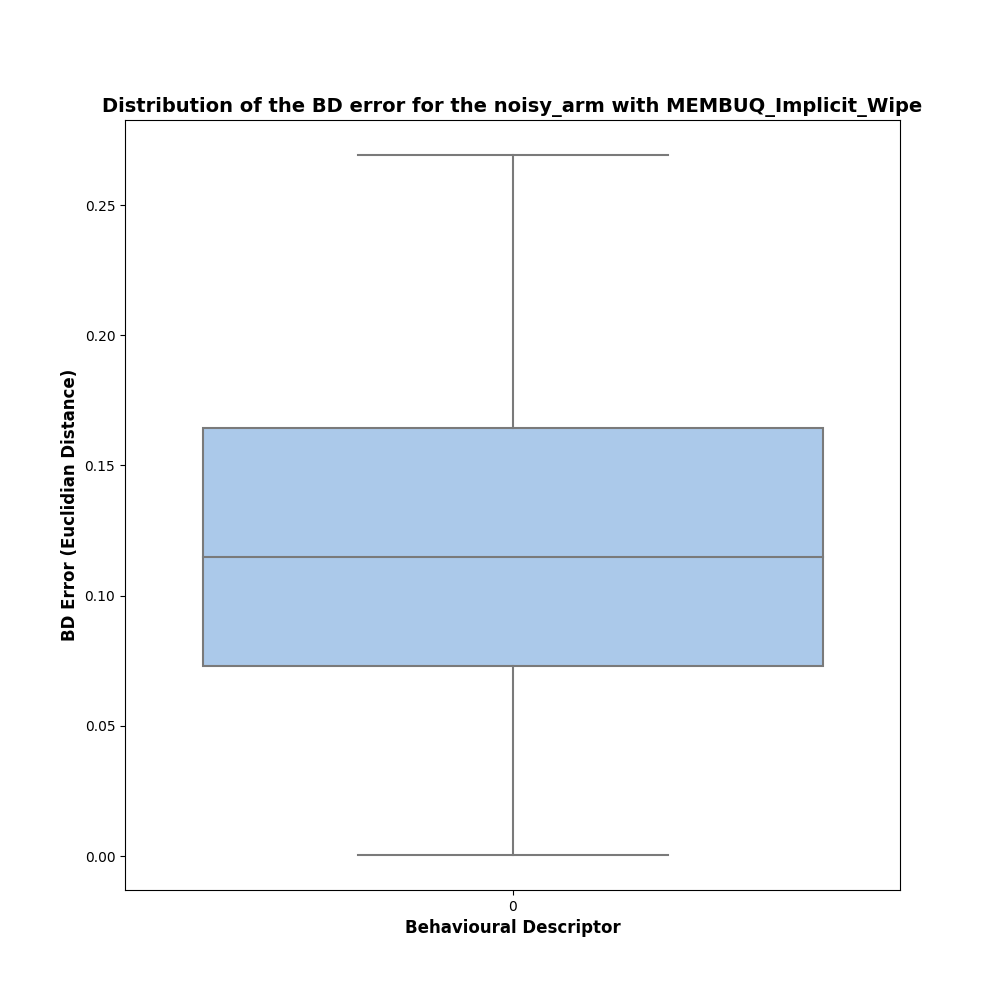 Distribution of the BD error for the noisy_arm with MEMBUQ_Implicit_Wipe
BD Error (Euclidian Distance)
0.25
0.20
0.15
0.10
0.05
0.00
0
Behavioural Descriptor